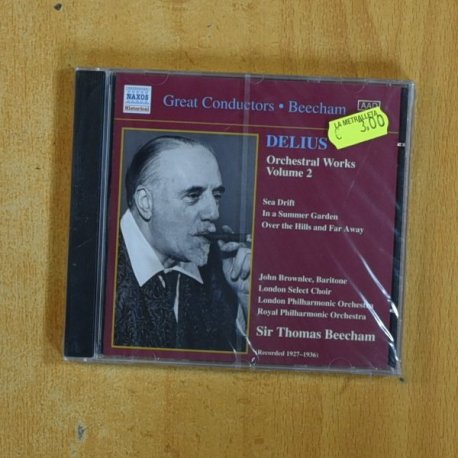 NAXOS
Historical
Great Conductors • Beecham
AAD
LA METRALLETA
€ 3,00
DELIUS
Orchestral Works
Volume 2
Sea Drift
In a Summer Garden
Over the Hills and Far Away
John Brownlee, Baritone
London Select Choir
London Philharmonic Orchestra
Royal Philharmonic Orchestra
Sir Thomas Beecham
(Recorded 1927-1936)